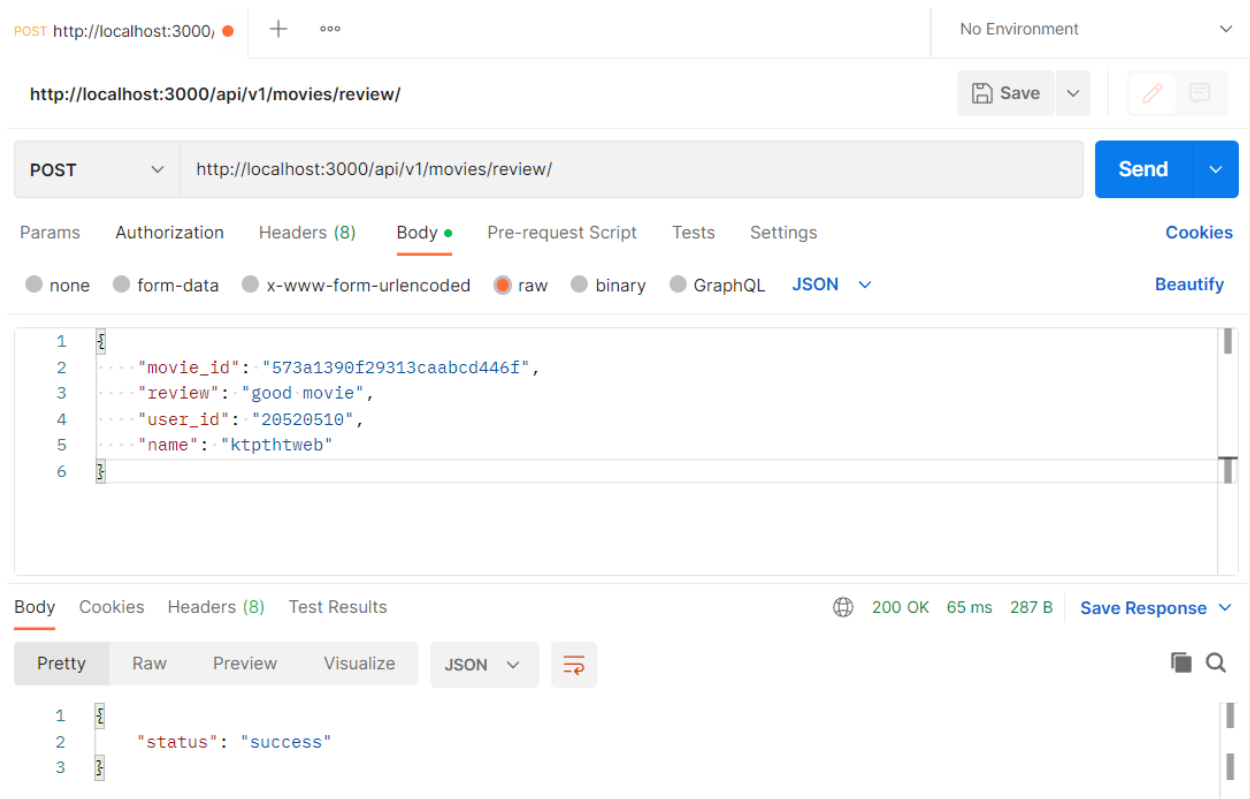 POST http://localhost:3000/ + ooo No Environment
http://localhost:3000/api/v1/movies/review/ Save
POST http://localhost:3000/api/v1/movies/review/ Send
Params Authorization Headers (8) Body Pre-request Script Tests Settings Cookies
none form-data x-www-form-urlencoded raw binary GraphQL JSON Beautify
1 {
2 "movie_id": "573a1390f29313caabcd446f",
3 "review": "good movie",
4 "user_id": "20520510",
5 "name": "ktpthtweb"
6 }
Body Cookies Headers (8) Test Results 200 OK 65 ms 287 B Save Response
Pretty Raw Preview Visualize JSON
1 {
2 "status": "success"
3 }